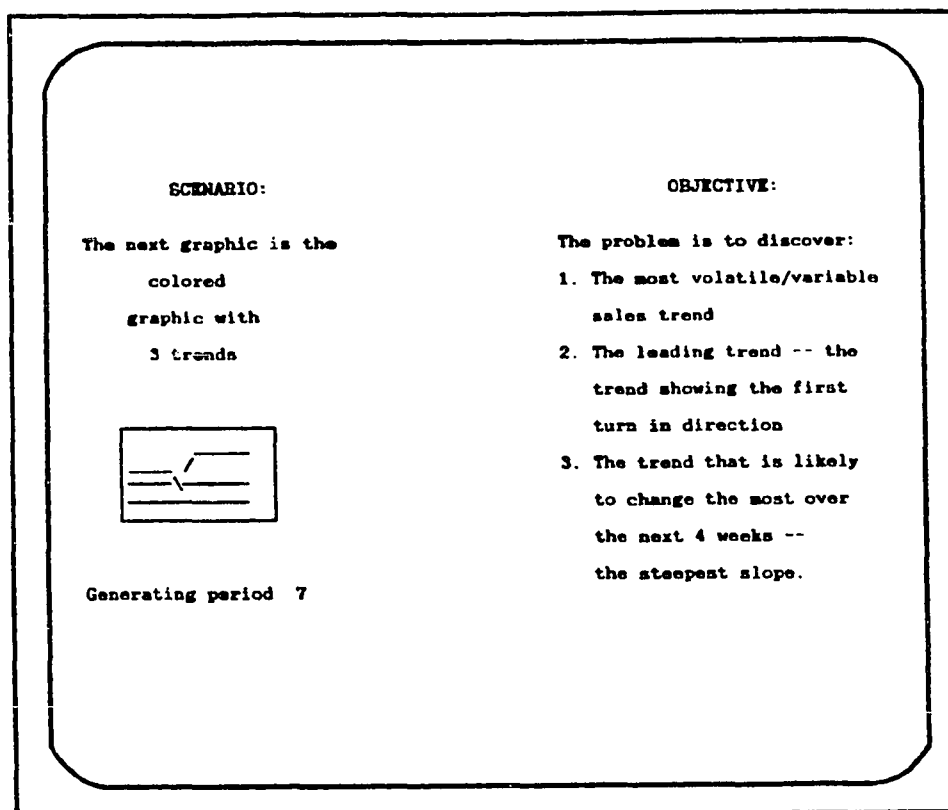 SCENARIO:
The next graphic is the
colored
graphic with
3 trends
Generating period 7
OBJECTIVE:
The problem is to discover:
1. The most volatile/variable
sales trend
2. The leading trend -- the
trend showing the first
turn in direction
3. The trend that is likely
to change the most over
the next 4 weeks --
the steepest slope.